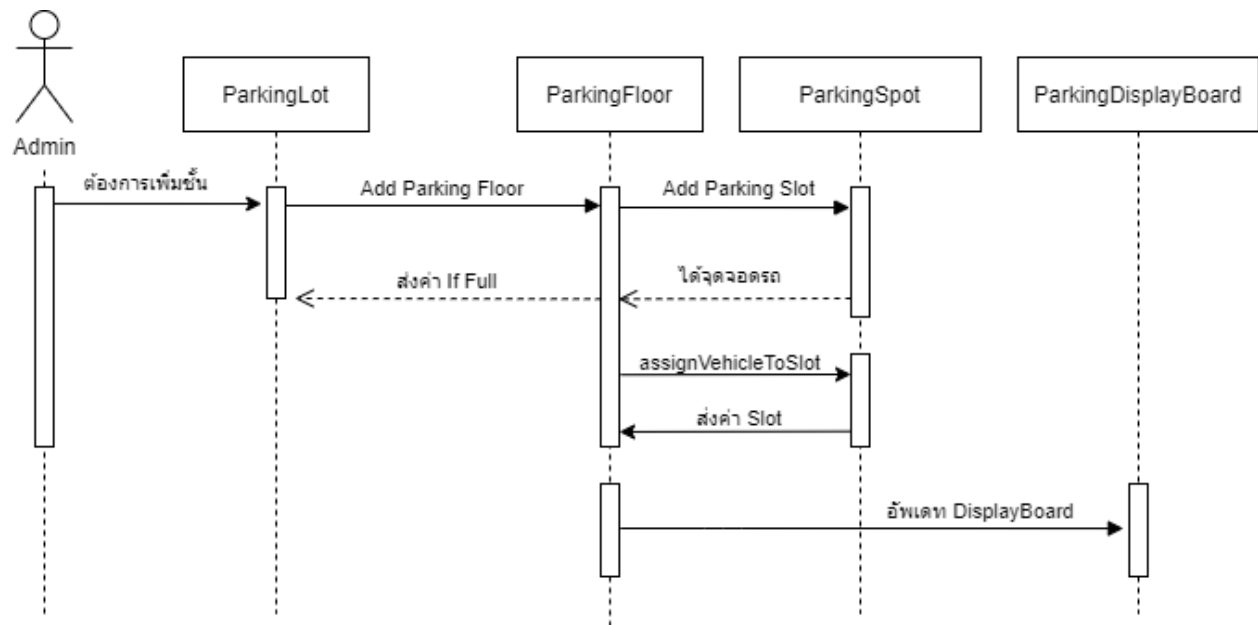 ParkingLot
ParkingFloor
ParkingSpot
ParkingDisplayBoard
Admin
ต้องการเพิ่มชั้น
Add Parking Floor
Add Parking Slot
ส่งค่า If Full
ได้จุดจอดรถ
assignVehicleToSlot
ส่งค่า Slot
อัพเดท DisplayBoard